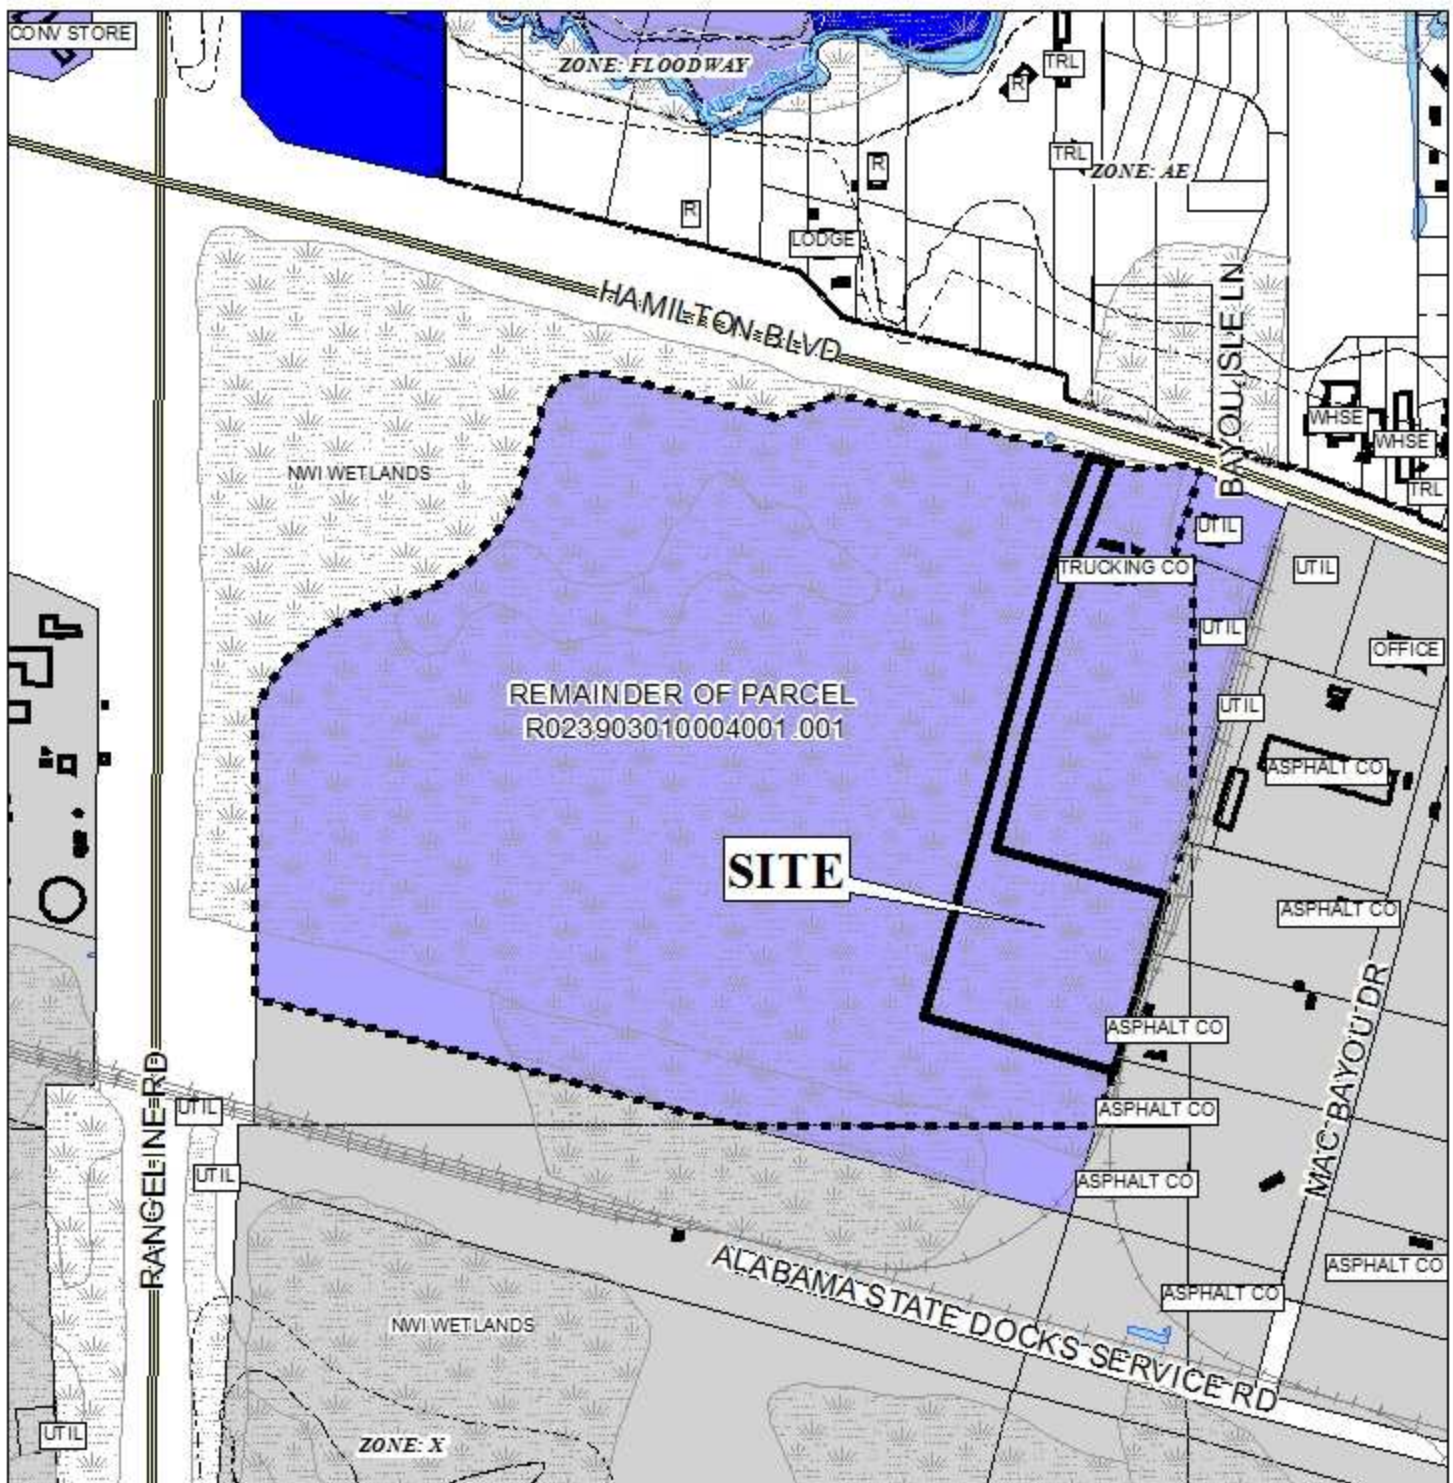 CONV STORE
ZONE: FLOODWAY
TRL
R
TRL
ZONE: AE
R
R
LODGE
HAMILTON BLVD
BAYOU ISLE LN
WHSE
WHSE
TRL
NWI WETLANDS
UTIL
TRUCKING CO
UTIL
UTIL
OFFICE
REMAINDER OF PARCEL
R023903010004001.001
UTIL
ASPHALT CO
SITE
ASPHALT CO
ASPHALT CO
MAC BAYOU DR
RANGELINE RD
UTIL
ASPHALT CO
UTIL
ASPHALT CO
ALABAMA STATE DOCKS SERVICE RD
ASPHALT CO
ASPHALT CO
NWI WETLANDS
UTIL
ZONE: X